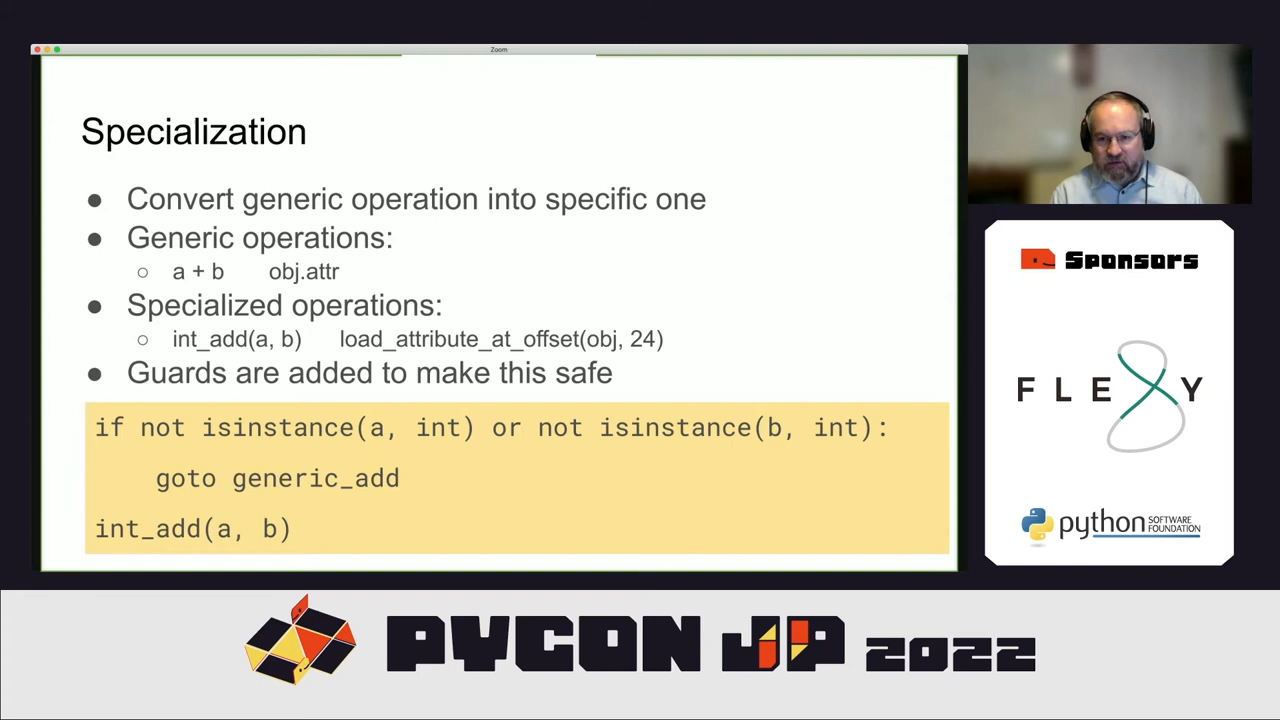 Zoom
Specialization
● Convert generic operation into specific one
● Generic operations:
○ a + b obj.attr
● Specialized operations:
○ int_add(a, b) load_attribute_at_offset(obj, 24)
● Guards are added to make this safe
if not isinstance(a, int) or not isinstance(b, int):
goto generic_add
int_add(a, b)
Sponsors
FLE8Y
python SOFTWARE
FOUNDATION
PYCON JP 2022